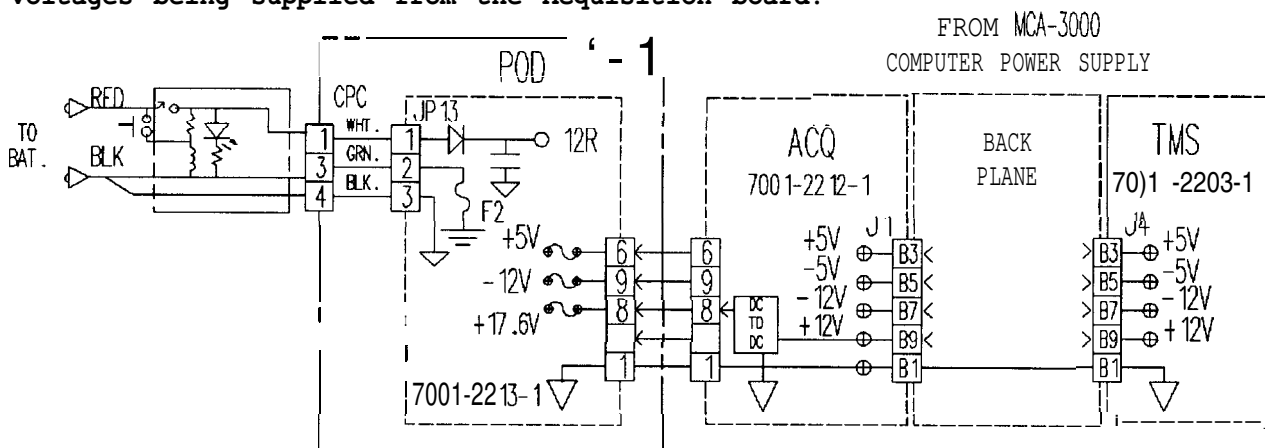 voltages being supplied from the Acquisition board.
FROM MCA-3000
COMPUTER POWER SUPPLY
‘-1
POD
TO
BAT.
RED
BLK
CPC
1
3
4
WHT.
GRN.
BLK.
JP13
1
2
3
12R
F2
+5V
-12V
+17.6V
6
9
8
1
7001-2213-1
ACQ
7001-2212-1
6
9
8
1
DC
TO
DC
J1
+5V
-5V
-12V
+12V
B3
B5
B7
B9
B1
BACK
PLANE
TMS
70)1 -2203-1
J4
B3
B5
B7
B9
B1
+5V
-5V
-12V
+12V